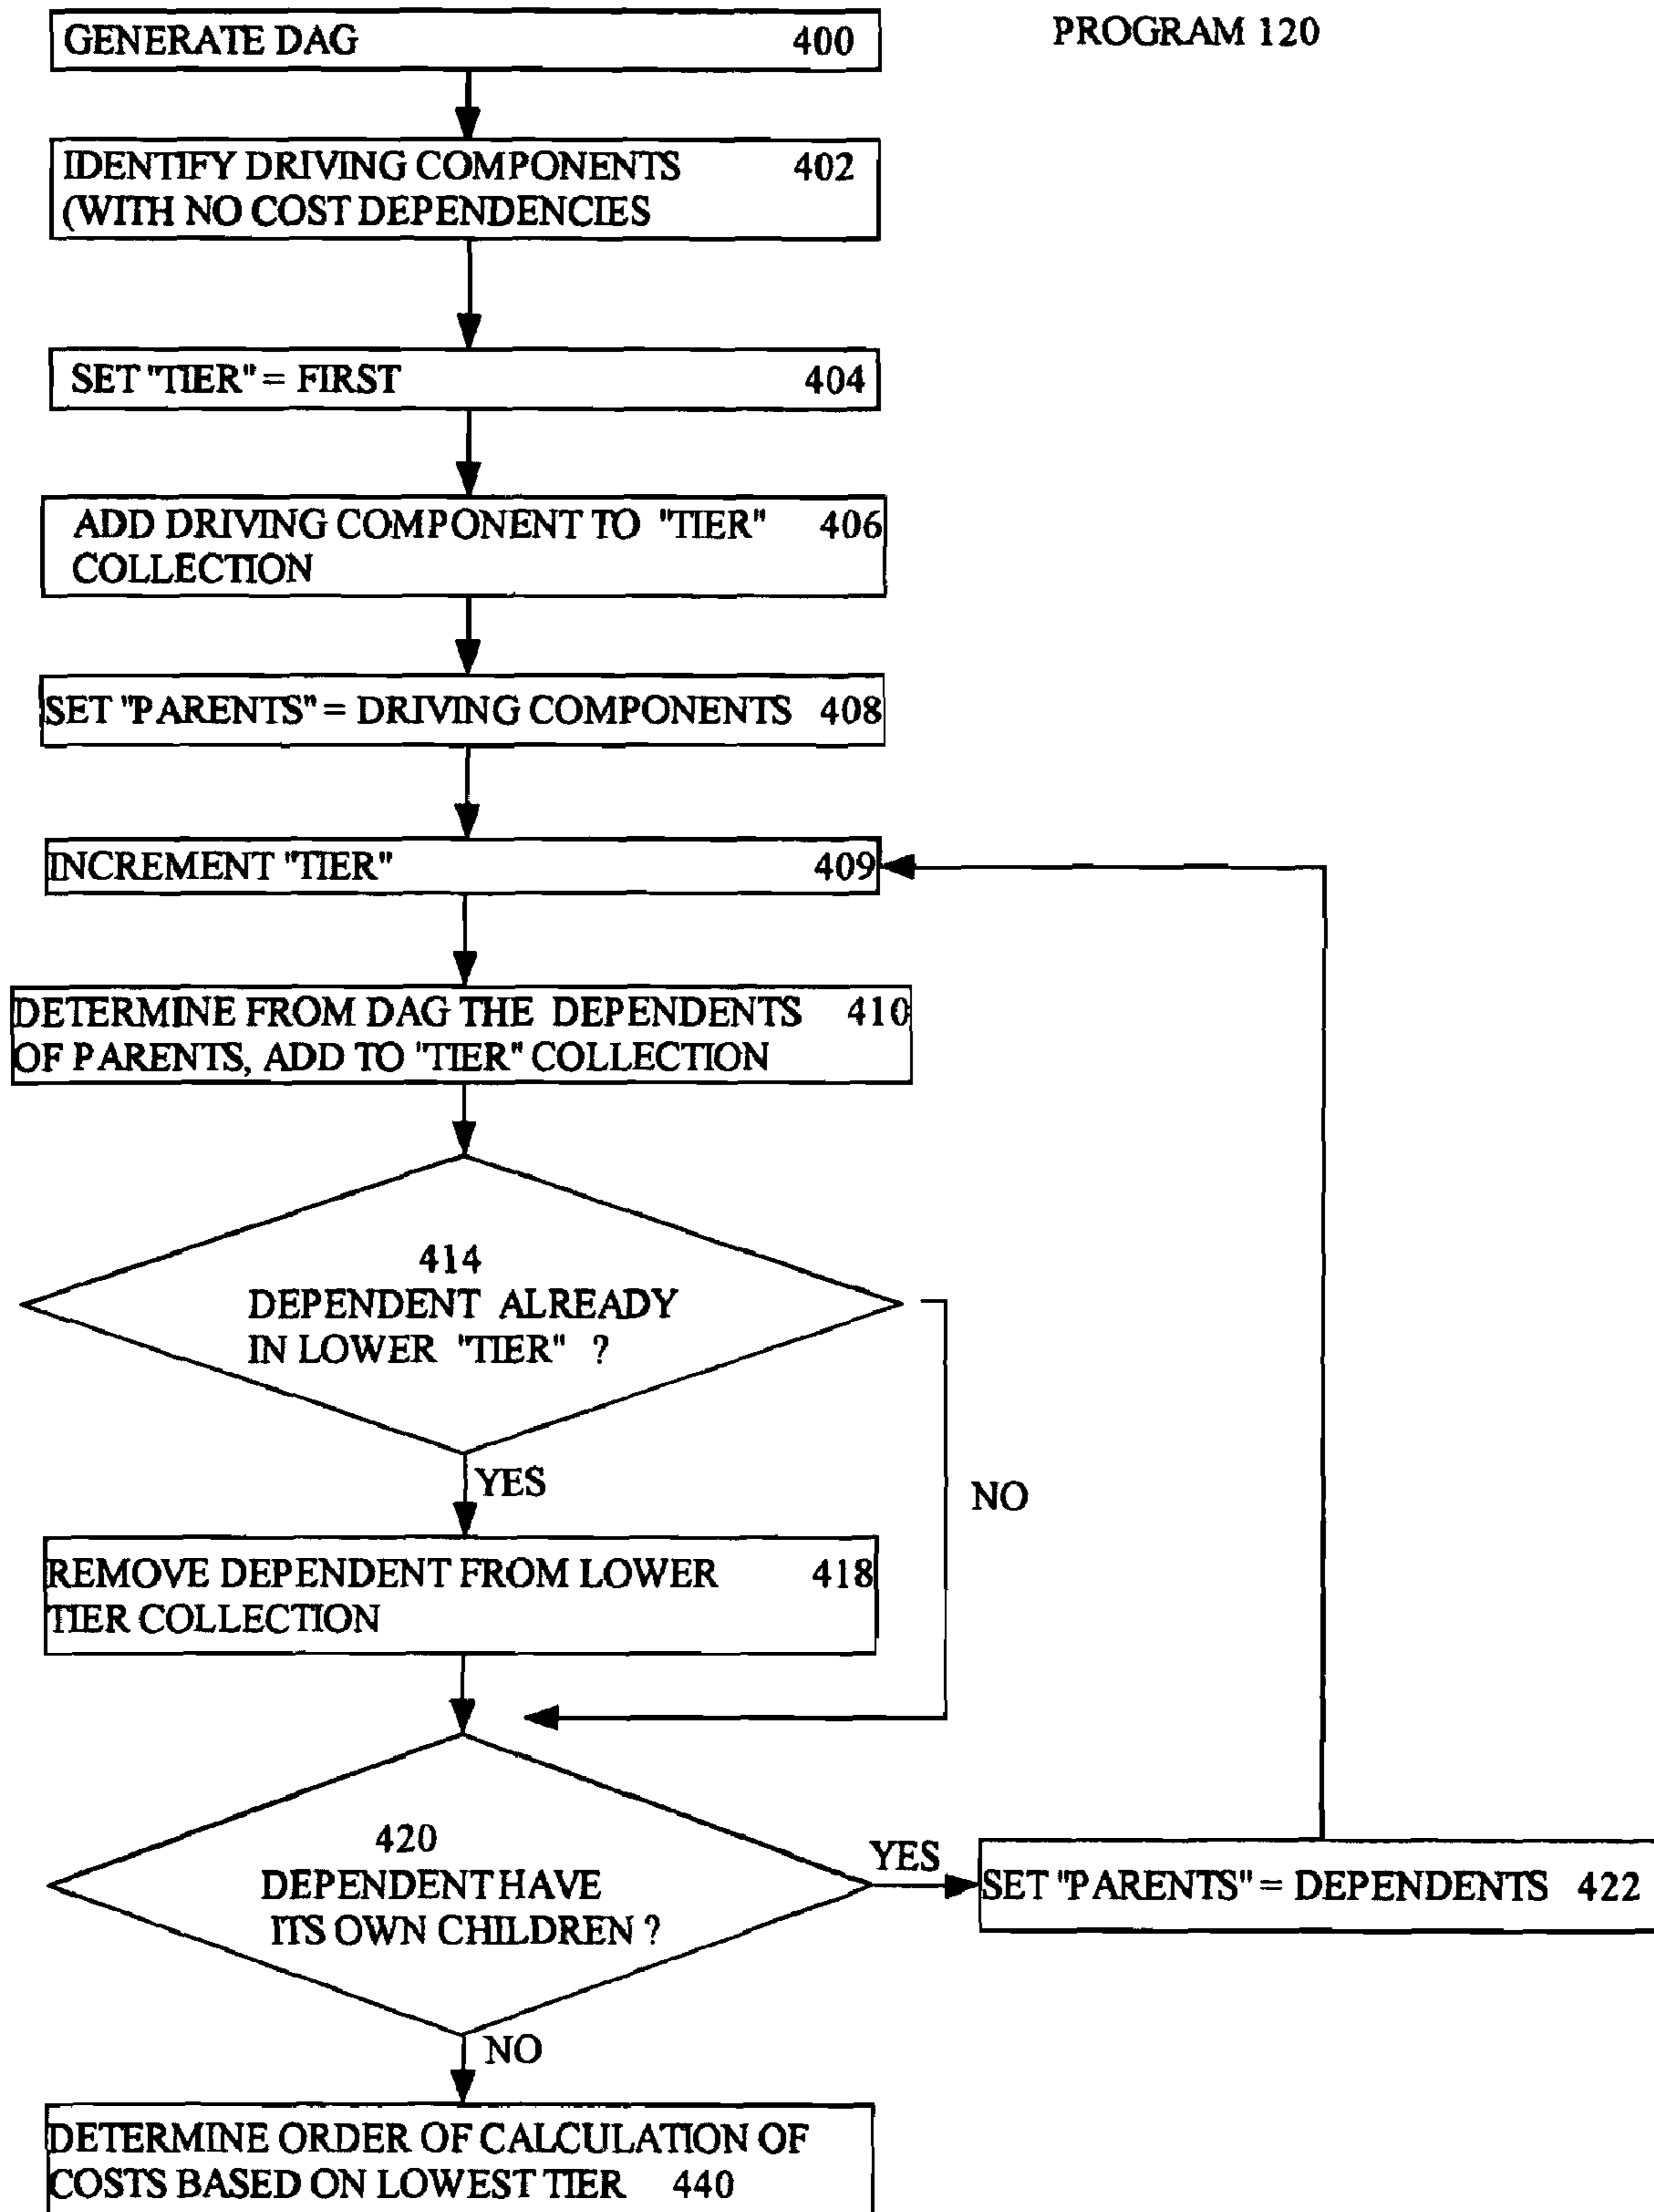 GENERATE DAG 400
PROGRAM 120
IDENTIFY DRIVING COMPONENTS 402
(WITH NO COST DEPENDENCIES
SET "TIER" = FIRST 404
ADD DRIVING COMPONENT TO "TIER" 406
COLLECTION
SET "PARENTS" = DRIVING COMPONENTS 408
INCREMENT "TIER" 409
DETERMINE FROM DAG THE DEPENDENTS 410
OF PARENTS, ADD TO "TIER" COLLECTION
414
DEPENDENT ALREADY
IN LOWER "TIER" ?
YES
NO
REMOVE DEPENDENT FROM LOWER 418
TIER COLLECTION
420
DEPENDENT HAVE
ITS OWN CHILDREN ?
YES
SET "PARENTS" = DEPENDENTS 422
NO
DETERMINE ORDER OF CALCULATION OF
COSTS BASED ON LOWEST TIER 440